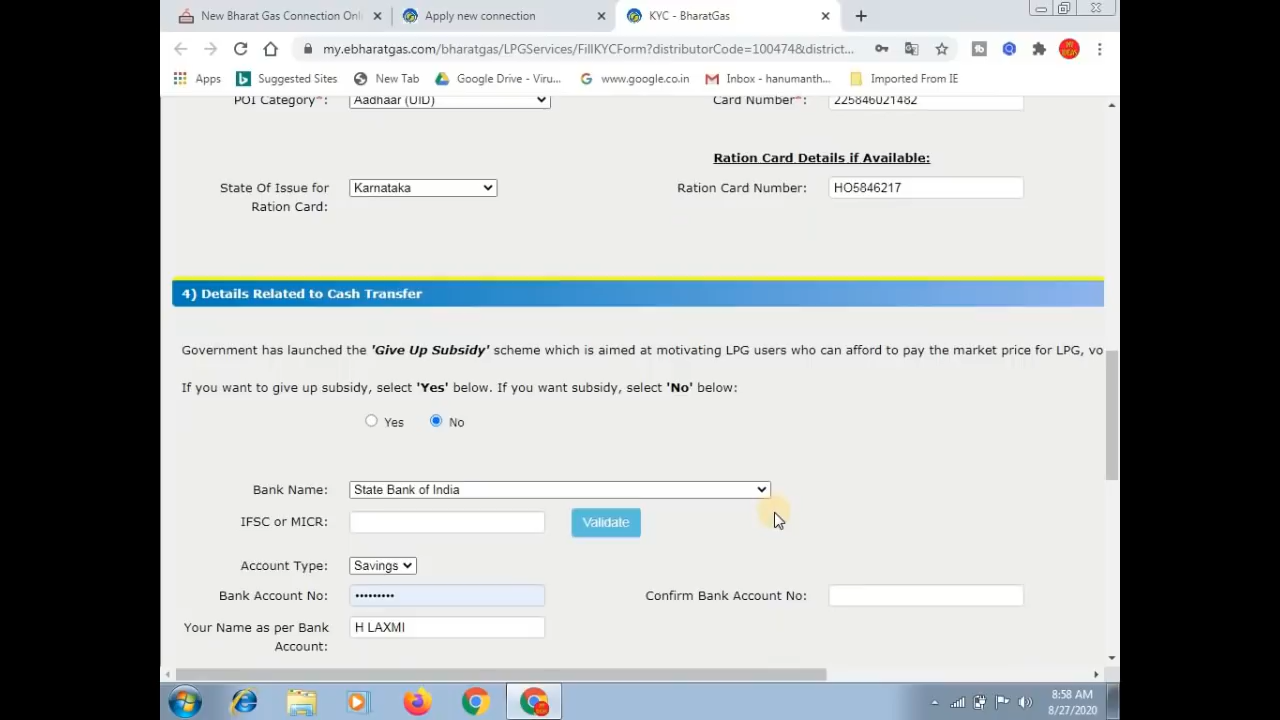 New Bharat Gas Connection Onl
Apply new connection
KYC - BharatGas
my.ebharatgas.com/bharatgas/LPGServices/FillKYCForm?distributorCode=100474&district...
Apps
Suggested Sites
New Tab
Google Drive - Viru...
www.google.co.in
Inbox - hanumanth...
Imported From IE
POI Category*:
Aadhaar (UID)
Card Number*:
225846021482
Ration Card Details if Available:
State Of Issue for
Ration Card:
Karnataka
Ration Card Number:
HO5846217
4) Details Related to Cash Transfer
Government has launched the 'Give Up Subsidy' scheme which is aimed at motivating LPG users who can afford to pay the market price for LPG, vo
If you want to give up subsidy, select 'Yes' below. If you want subsidy, select 'No' below:
Yes
No
Bank Name:
State Bank of India
IFSC or MICR:
Validate
Account Type:
Savings
Bank Account No:
•••••••••
Confirm Bank Account No:
Your Name as per Bank
Account:
H LAXMI
8:58 AM
8/27/2020